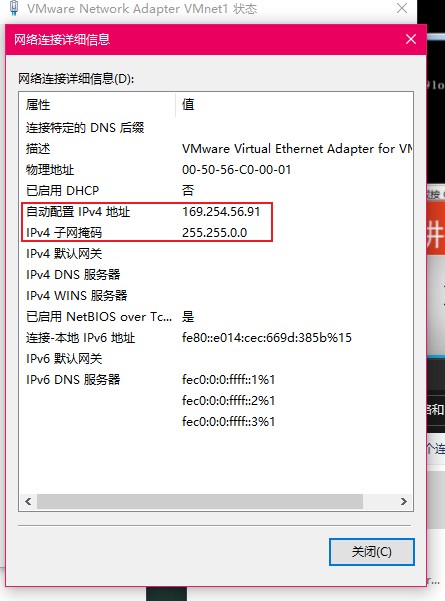 VMware Network Adapter VMnet1 状态
网络连接详细信息
网络连接详细信息(D):
属性 值
连接特定的 DNS 后缀
描述 VMware Virtual Ethernet Adapter for VM
物理地址 00-50-56-C0-00-01
已启用 DHCP 否
自动配置 IPv4 地址 169.254.56.91
IPv4 子网掩码 255.255.0.0
IPv4 默认网关
IPv4 DNS 服务器
IPv4 WINS 服务器
已启用 NetBIOS over Tc... 是
连接-本地 IPv6 地址 fe80::e014:cec:669d:385b%15
IPv6 默认网关
IPv6 DNS 服务器 fec0:0:0:ffff::1%1
fec0:0:0:ffff::2%1
fec0:0:0:ffff::3%1
关闭(C)